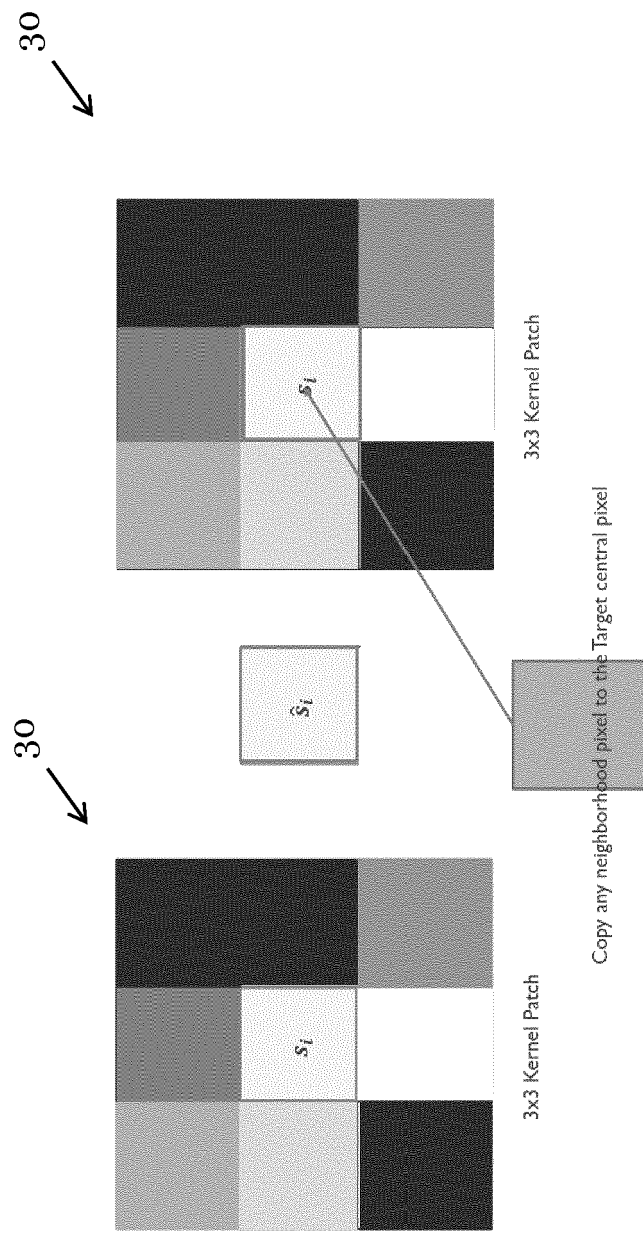 30
30
s_i
ŝ_i
s_i
3x3 Kernel Patch
3x3 Kernel Patch
Copy any neighborhood pixel to the Target central pixel